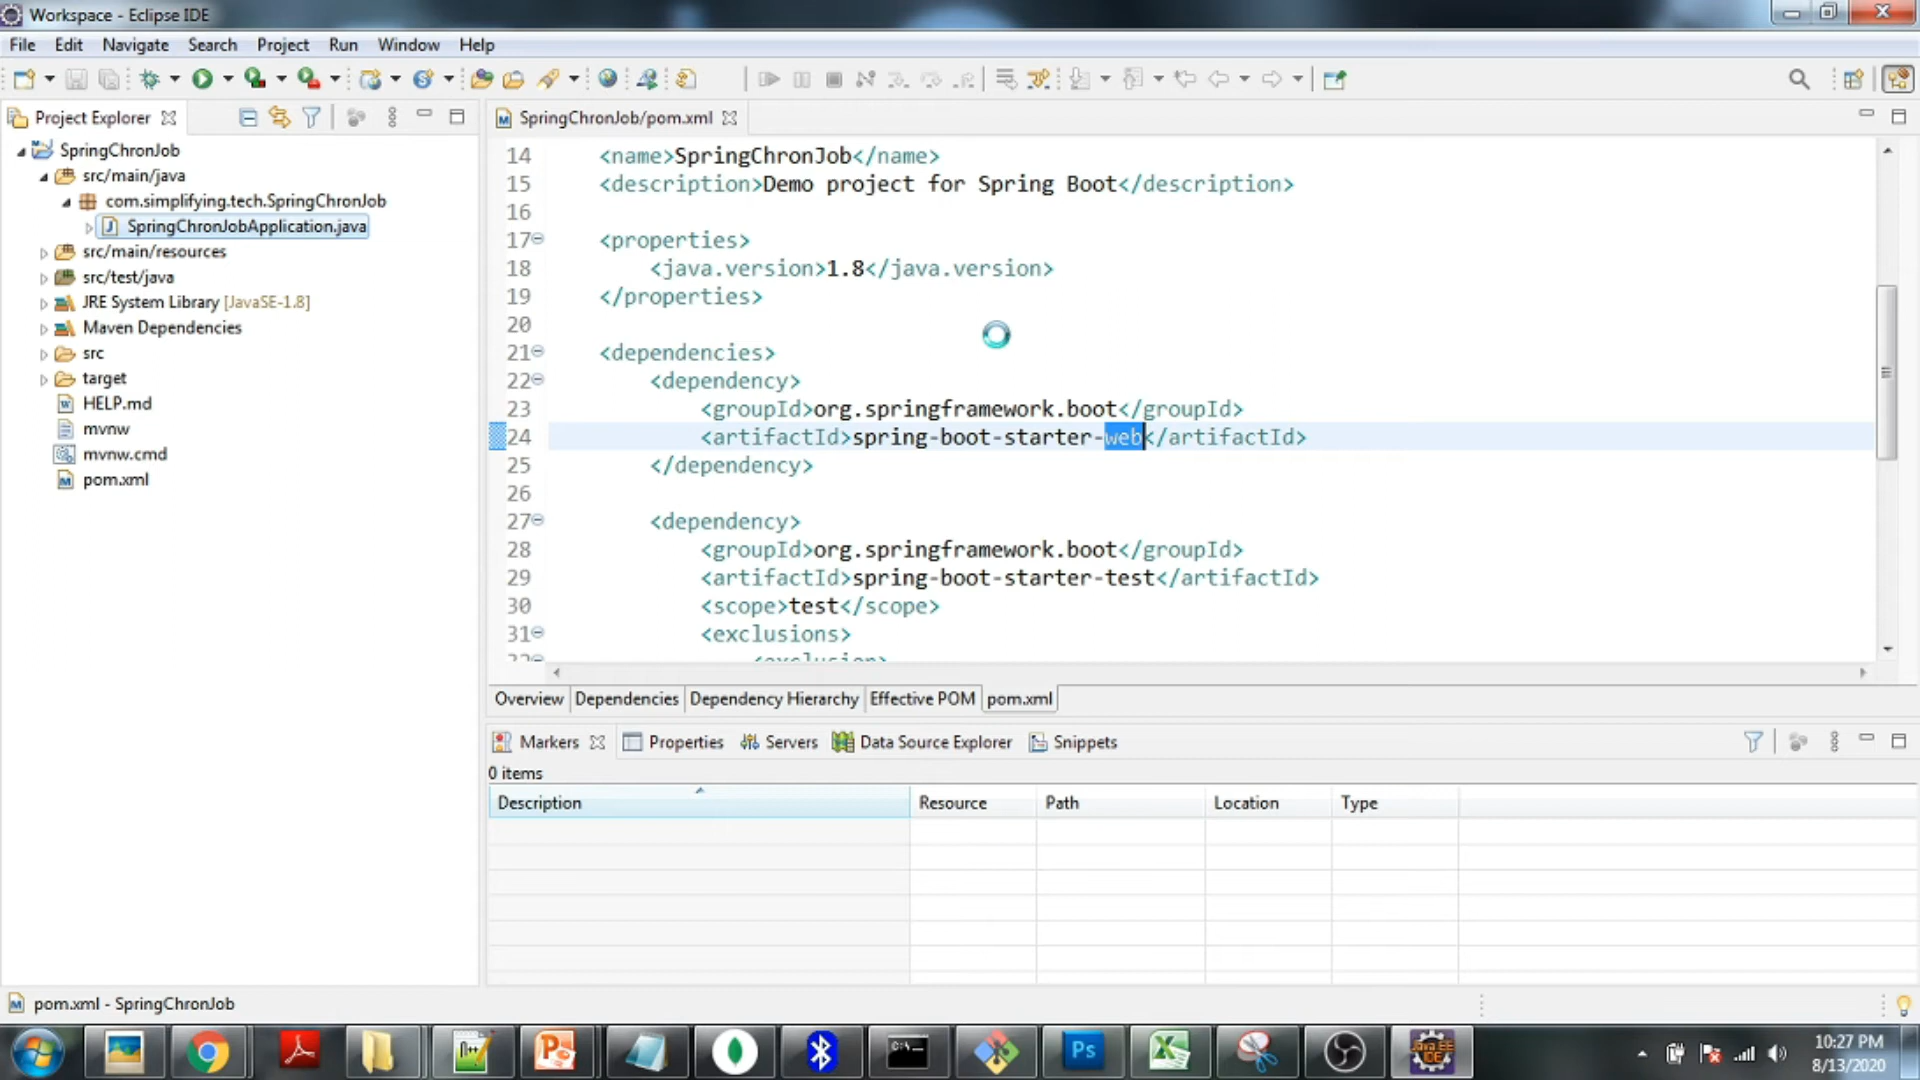 Workspace - Eclipse IDE
File Edit Navigate Search Project Run Window Help
Project Explorer
SpringChronJob
src/main/java
com.simplifying.tech.SpringChronJob
SpringChronJobApplication.java
src/main/resources
src/test/java
JRE System Library [JavaSE-1.8]
Maven Dependencies
src
target
HELP.md
mvnw
mvnw.cmd
pom.xml
SpringChronJob/pom.xml
14 <name>SpringChronJob</name>
15 <description>Demo project for Spring Boot</description>
16
17 <properties>
18 <java.version>1.8</java.version>
19 </properties>
20
21 <dependencies>
22 <dependency>
23 <groupId>org.springframework.boot</groupId>
24 <artifactId>spring-boot-starter-web</artifactId>
25 </dependency>
26
27 <dependency>
28 <groupId>org.springframework.boot</groupId>
29 <artifactId>spring-boot-starter-test</artifactId>
30 <scope>test</scope>
31 <exclusions>
32 <exclusion>
Overview Dependencies Dependency Hierarchy Effective POM pom.xml
Markers Properties Servers Data Source Explorer Snippets
0 items
Description Resource Path Location Type
pom.xml - SpringChronJob
Ps
10:27 PM
8/13/2020